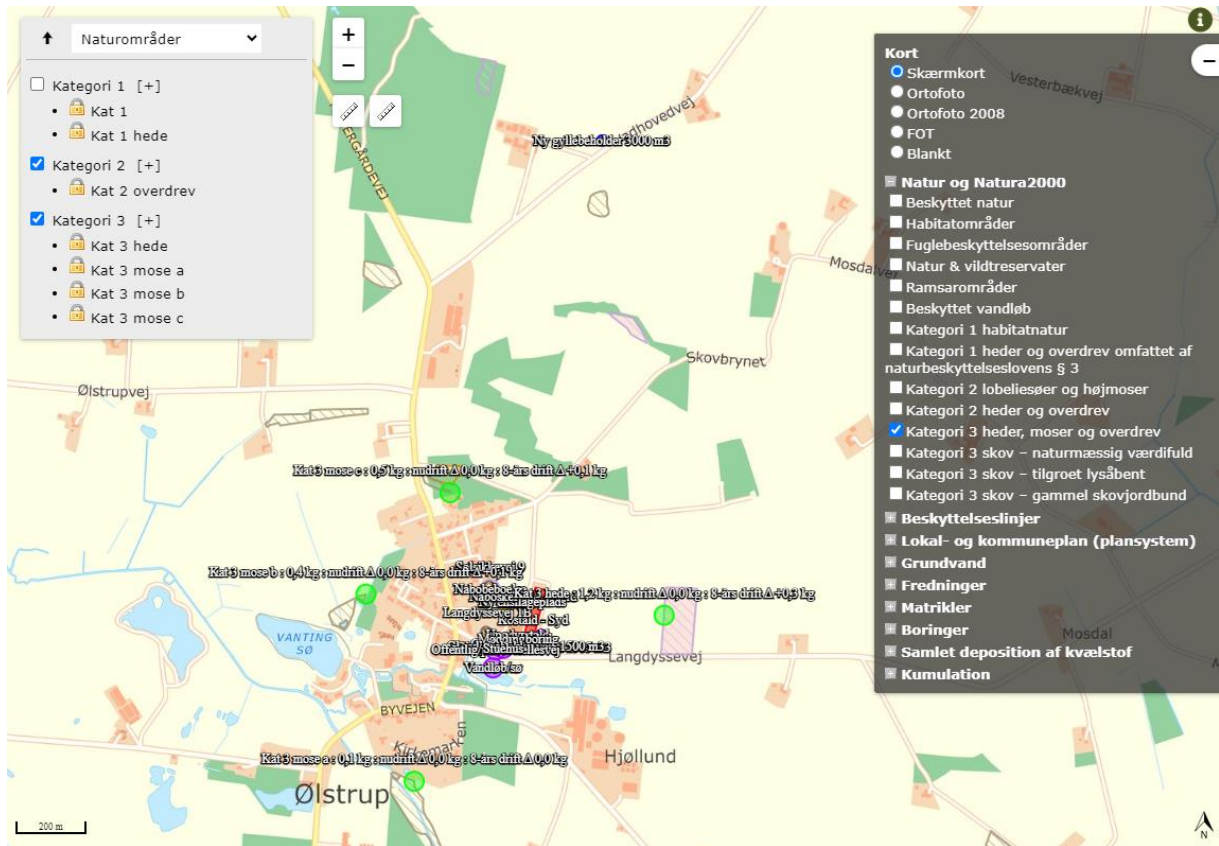 Naturområder
Kategori 1 [+]
Kat 1
Kat 1 hede
Kategori 2 [+]
Kat 2 overdrev
Kategori 3 [+]
Kat 3 hede
Kat 3 mose a
Kat 3 mose b
Kat 3 mose c
+
−
Kort
Skærmkort
Ortofoto
Ortofoto 2008
FOT
Blankt
Natur og Natura2000
Beskyttet natur
Habitatområder
Fuglebeskyttelsesområder
Natur & vildtreservater
Ramsarområder
Beskyttet vandløb
Kategori 1 habitatnatur
Kategori 1 heder og overdrev omfattet af
naturbeskyttelseslovens § 3
Kategori 2 lobeliesøer og højmoser
Kategori 2 heder og overdrev
Kategori 3 heder, moser og overdrev
Kategori 3 skov – naturmæssig værdifuld
Kategori 3 skov – tilgroet lysåbent
Kategori 3 skov – gammel skovjordbund
Beskyttelseslinjer
Lokal- og kommuneplan (plansystem)
Grundvand
Fredninger
Matrikler
Boringer
Samlet deposition af kvælstof
Kumulation
Vesterbækvej
Ny gyllebeholder 3000 m3
Mosdalvej
Skovbrynet
Ølstrupvej
Kat 3 mose c : 0,5 kg : nudrift Δ 0,0 kg : 8-års drift Δ +0,1 kg
Kat 3 mose b : 0,4 kg : nudrift Δ 0,0 kg : 8-års drift Δ +0,1 kg
Kat 3 hede : 1,2 kg : nudrift Δ 0,0 kg : 8-års drift Δ +0,3 kg
Langdyssevej 1B
Kostald - Syd
VANTING
SØ
Vandløb/sø
Langdyssevej
Mosdal
BYVEJEN
Kirkemarken
Kat 3 mose a : 0,1 kg : nudrift Δ 0,0 kg : 8-års drift Δ 0,0 kg
Hjøllund
Ølstrup
200 m
N